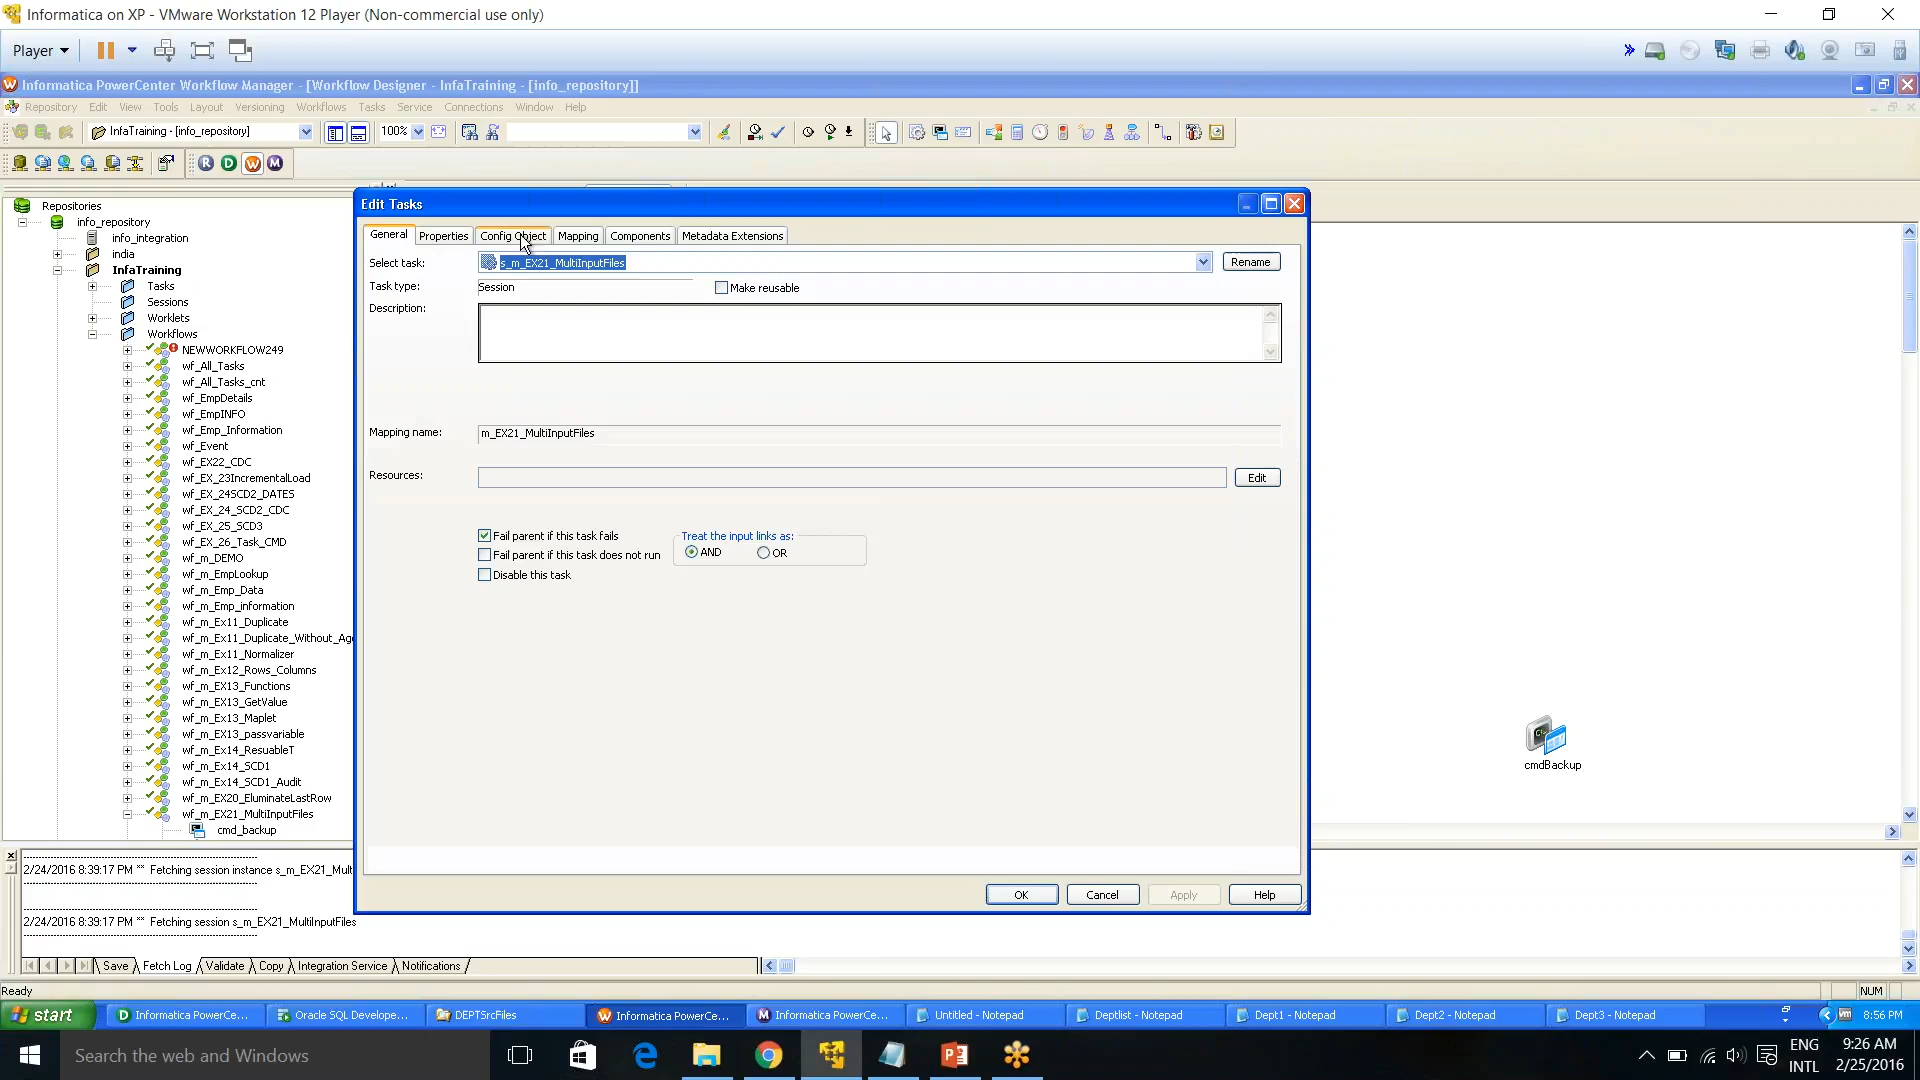 Informatica on XP - VMware Workstation 12 Player (Non-commercial use only)
Player
Informatica PowerCenter Workflow Manager - [Workflow Designer - InfaTraining - [info_repository]]
Repository Edit View Tools Layout Versioning Workflows Tasks Service Connections Window Help
InfaTraining - [info_repository] 100%
R D W M
Repositories
info_repository
info_integration
india
InfaTraining
Tasks
Sessions
Worklets
Workflows
NEWWORKFLOW249
wf_All_Tasks
wf_All_Tasks_cnt
wf_EmpDetails
wf_EmpINFO
wf_Emp_Information
wf_Event
wf_EX22_CDC
wf_EX_23IncrementalLoad
wf_EX_24SCD2_DATES
wf_EX_24_SCD2_CDC
wf_EX_25_SCD3
wf_EX_26_Task_CMD
wf_m_DEMO
wf_m_EmpLookup
wf_m_Emp_Data
wf_m_Emp_information
wf_m_Ex11_Duplicate
wf_m_Ex11_Duplicate_Without_Ag
wf_m_Ex11_Normalizer
wf_m_Ex12_Rows_Columns
wf_m_EX13_Functions
wf_m_EX13_GetValue
wf_m_Ex13_Maplet
wf_m_EX13_passvariable
wf_m_Ex14_ResuableT
wf_m_Ex14_SCD1
wf_m_Ex14_SCD1_Audit
wf_m_EX20_EluminateLastRow
wf_m_EX21_MultiInputFiles
cmd_backup
Edit Tasks
General Properties Config Object Mapping Components Metadata Extensions
Select task: s_m_EX21_MultiInputFiles Rename
Task type: Session Make reusable
Description:
Mapping name: m_EX21_MultiInputFiles
Resources: Edit
Fail parent if this task fails
Fail parent if this task does not run
Disable this task
Treat the input links as:
AND OR
OK Cancel Apply Help
cmdBackup
2/24/2016 8:39:17 PM ** Fetching session instance s_m_EX21_Mult
2/24/2016 8:39:17 PM ** Fetching session s_m_EX21_MultiInputFiles
Save Fetch Log Validate Copy Integration Service Notifications
Ready NUM
start Informatica PowerCe... Oracle SQL Develope... DEPTSrcFiles Informatica PowerCe... Informatica PowerCe... Untitled - Notepad Deptlist - Notepad Dept1 - Notepad Dept2 - Notepad Dept3 - Notepad 8:56 PM
Search the web and Windows
ENG
INTL
9:26 AM
2/25/2016